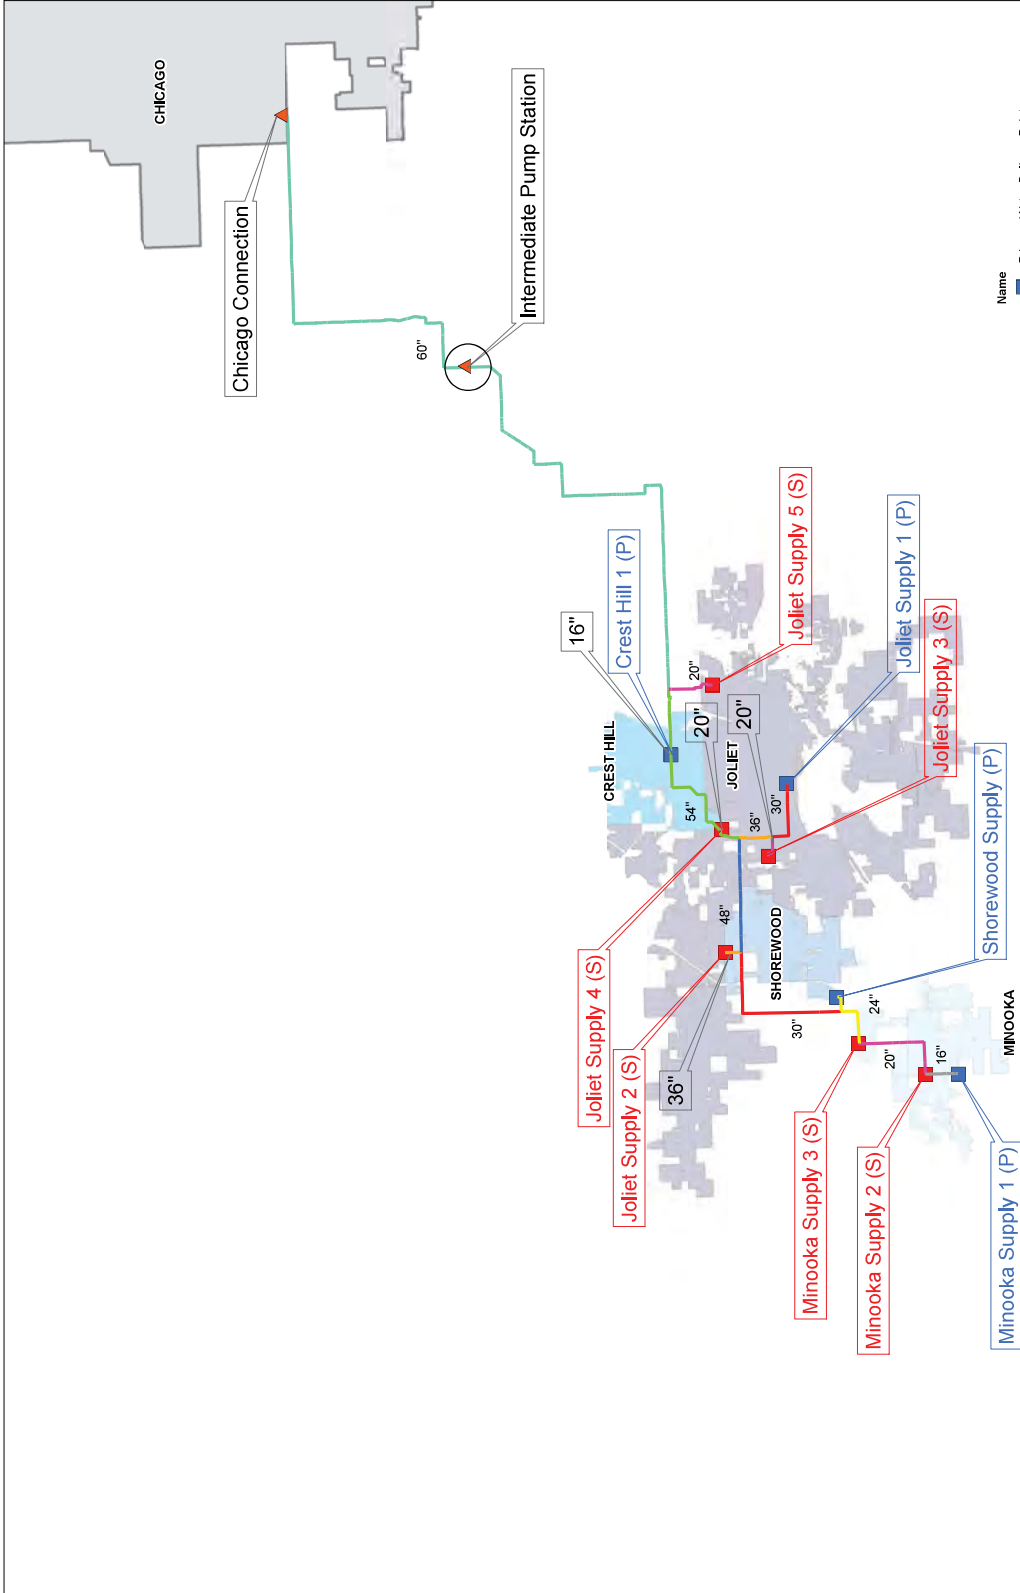 CHICAGO
Chicago Connection
Intermediate Pump Station
60"
16"
Crest Hill 1 (P)
Joliet Supply 5 (S)
Joliet Supply 1 (P)
Joliet Supply 3 (S)
20"
CREST HILL
20"
20"
JOLIET
54"
36"
30"
48"
SHOREWOOD
Shorewood Supply (P)
Joliet Supply 4 (S)
Joliet Supply 2 (S)
36"
30"
24"
20"
16"
MINOOKA
Minooka Supply 3 (S)
Minooka Supply 2 (S)
Minooka Supply 1 (P)
Name